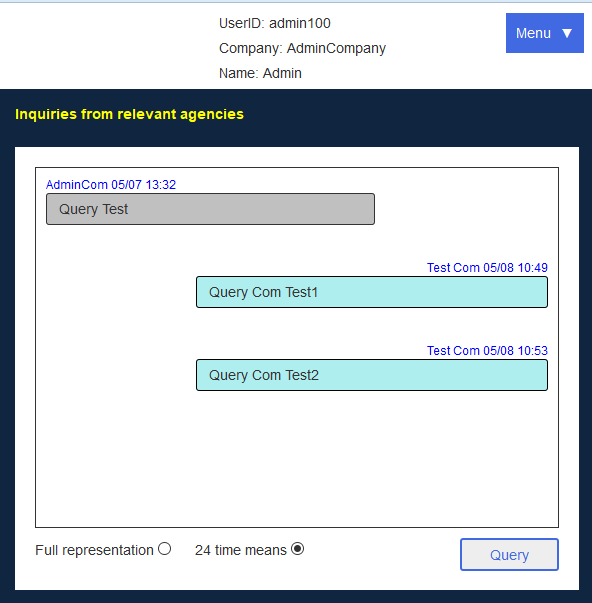 UserID: admin100
Company: AdminCompany
Name: Admin
Menu ▼
Inquiries from relevant agencies
AdminCom 05/07 13:32
Query Test
Test Com 05/08 10:49
Query Com Test1
Test Com 05/08 10:53
Query Com Test2
Full representation 24 time means
Query